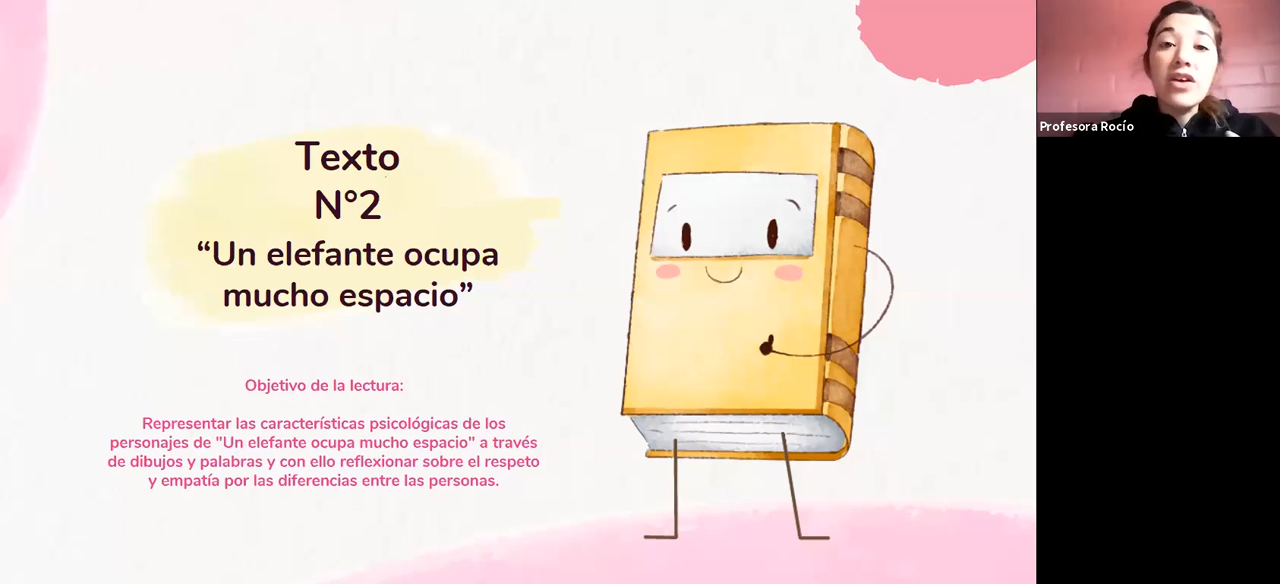 Texto
N°2
“Un elefante ocupa
mucho espacio”
Objetivo de la lectura:
Representar las características psicológicas de los
personajes de "Un elefante ocupa mucho espacio" a través
de dibujos y palabras y con ello reflexionar sobre el respeto
y empatía por las diferencias entre las personas.
Profesora Rocío